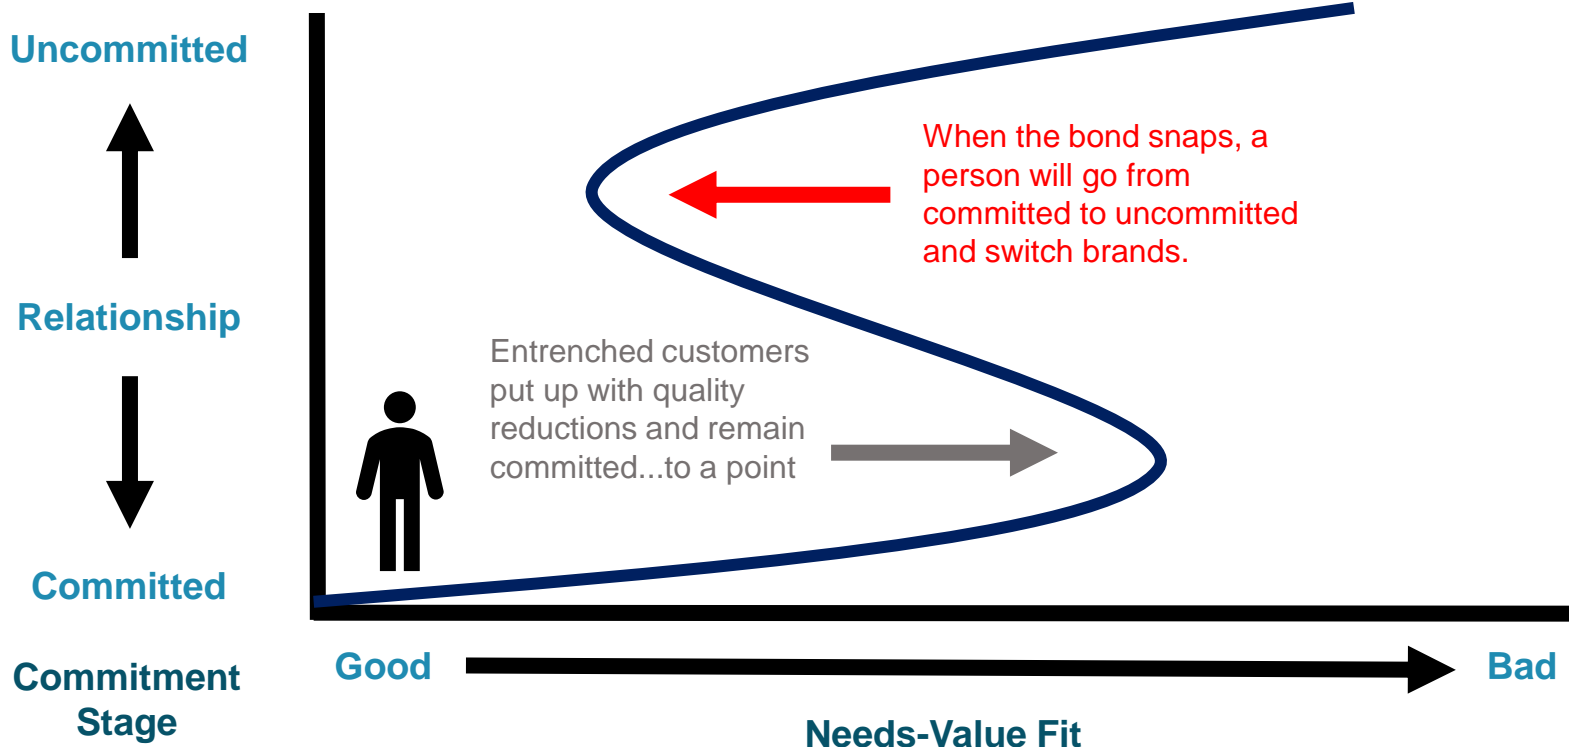 Uncommitted
Relationship
Committed
Commitment
Stage
When the bond snaps, a
person will go from
committed to uncommitted
and switch brands.
Entrenched customers
put up with quality
reductions and remain
committed...to a point
Good
Bad
Needs-Value Fit